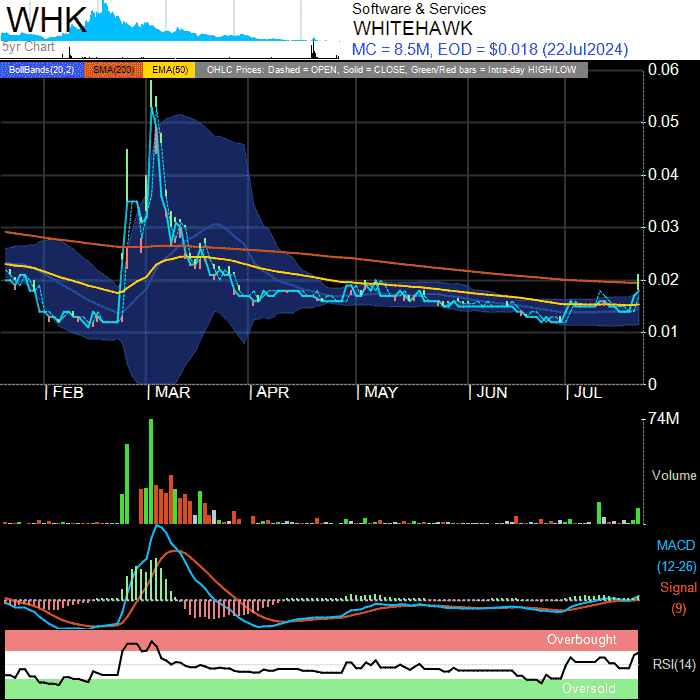 WHK
5yr Chart
Software & Services
WHITEHAWK
MC = 8.5M, EOD = $0.018 (22Jul2024)
BollBands(20,2) SMA(200) EMA(50) OHLC Prices: Dashed = OPEN, Solid = CLOSE, Green/Red bars = Intra-day HIGH/LOW
0.06
0.05
0.04
0.03
0.02
0.01
0
FEB MAR APR MAY JUN JUL
74M
Volume
MACD
(12-26)
Signal
(9)
Overbought
RSI(14)
Oversold